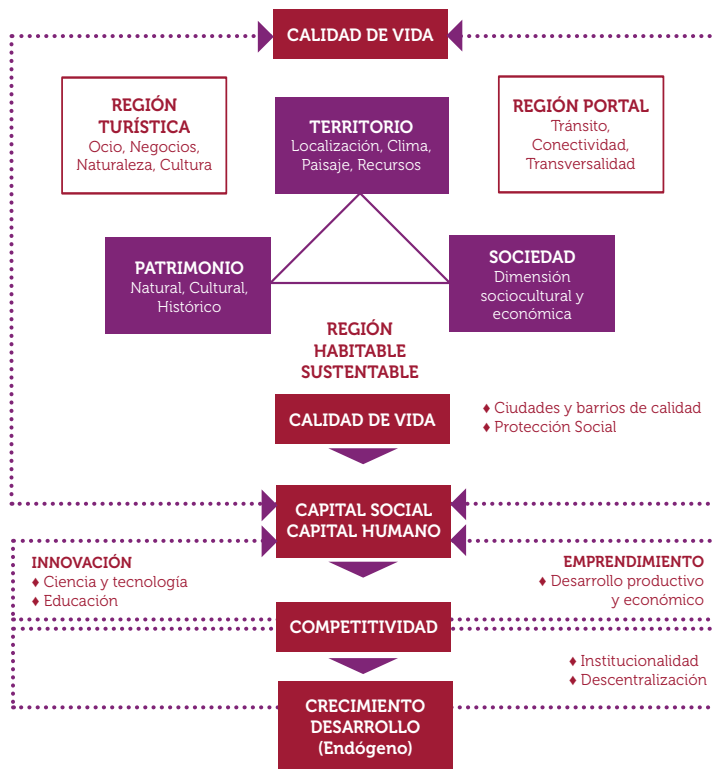 CALIDAD DE VIDA
REGIÓN
TURÍSTICA
Ocio, Negocios,
Naturaleza, Cultura
TERRITORIO
Localización, Clima,
Paisaje, Recursos
REGIÓN PORTAL
Tránsito,
Conectividad,
Transversalidad
PATRIMONIO
Natural, Cultural,
Histórico
SOCIEDAD
Dimensión
sociocultural y
económica
REGIÓN
HABITABLE
SUSTENTABLE
CALIDAD DE VIDA
♦ Ciudades y barrios de calidad
♦ Protección Social
CAPITAL SOCIAL
CAPITAL HUMANO
INNOVACIÓN
♦ Ciencia y tecnología
♦ Educación
EMPRENDIMIENTO
♦ Desarrollo productivo
y económico
COMPETITIVIDAD
♦ Institucionalidad
♦ Descentralización
CRECIMIENTO
DESARROLLO
(Endógeno)